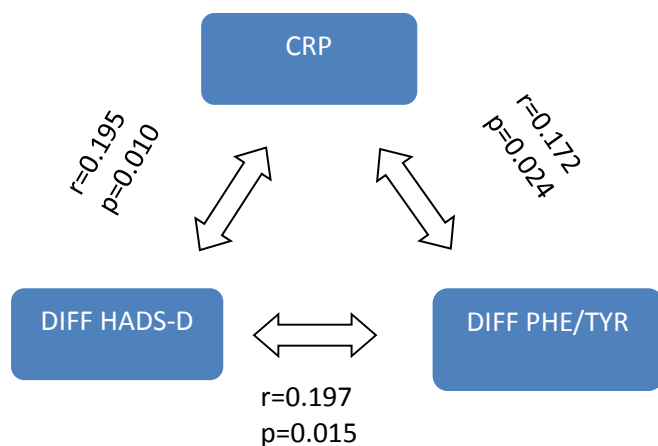 CRP
r=0.195
p=0.010
r=0.172
p=0.024
DIFF HADS-D
DIFF PHE/TYR
r=0.197
p=0.015